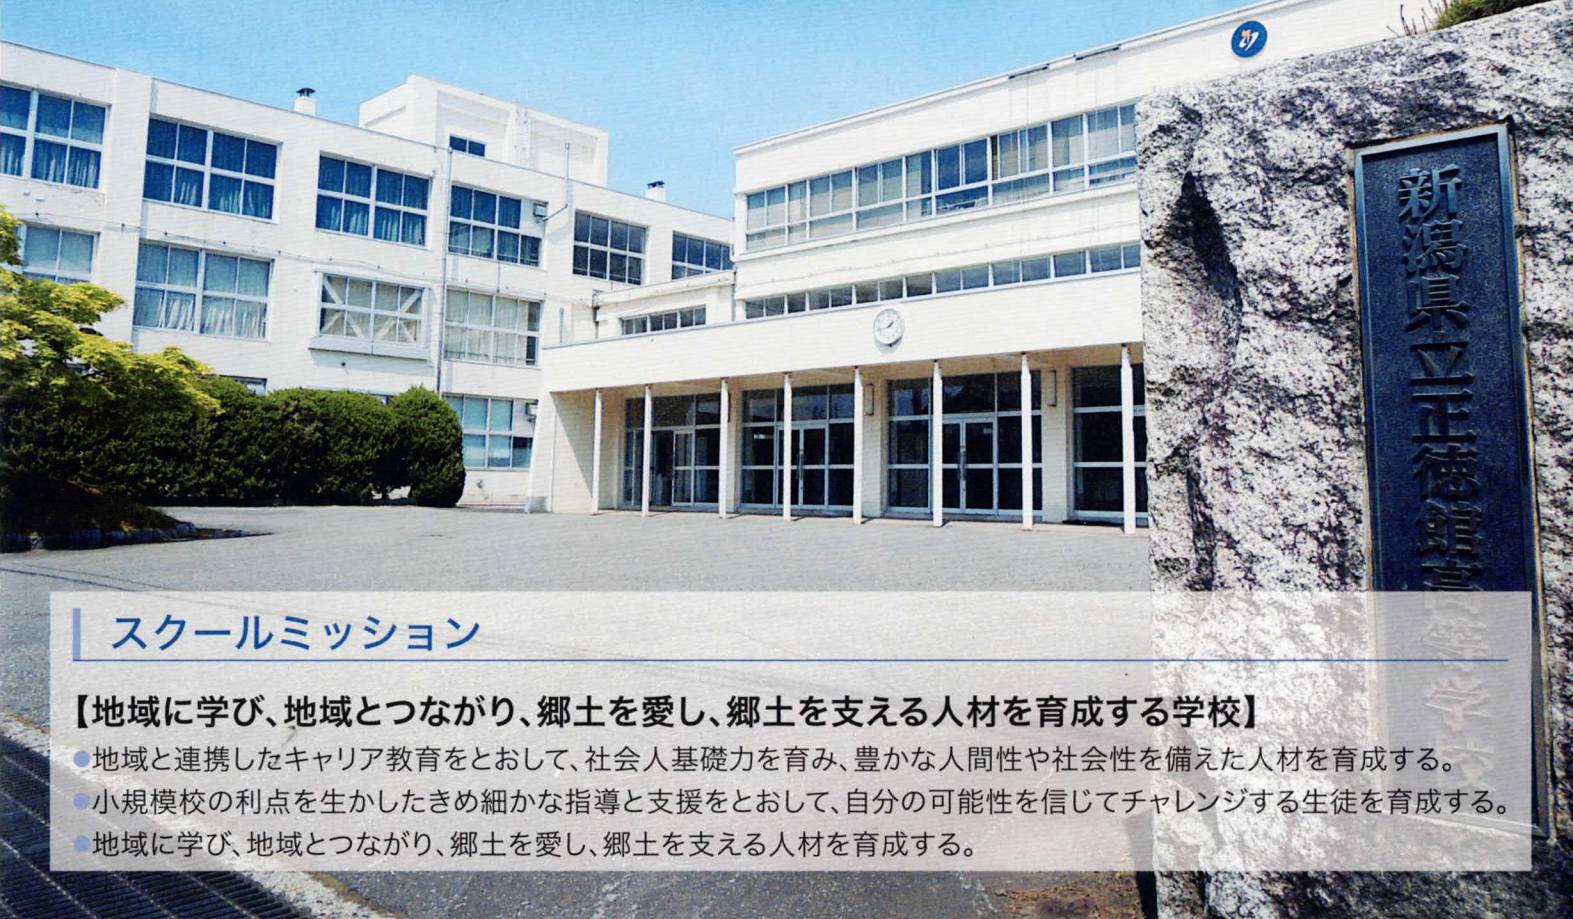 新潟県立正徳館高等学校
スクールミッション
【地域に学び、地域とつながり、郷土を愛し、郷土を支える人材を育成する学校】
●地域と連携したキャリア教育をとおして、社会人基礎力を育み、豊かな人間性や社会性を備えた人材を育成する。
●小規模校の利点を生かしたきめ細かな指導と支援をとおして、自分の可能性を信じてチャレンジする生徒を育成する。
●地域に学び、地域とつながり、郷土を愛し、郷土を支える人材を育成する。